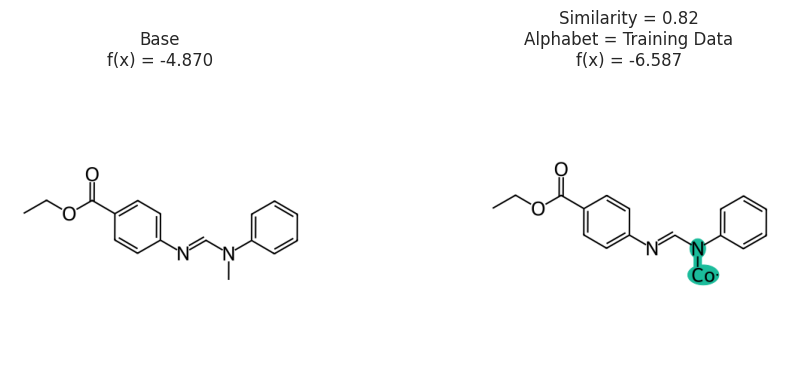 Base
f(x) = -4.870
Similarity = 0.82
Alphabet = Training Data
f(x) = -6.587
O
O
N
N
O
O
N
N
Co·